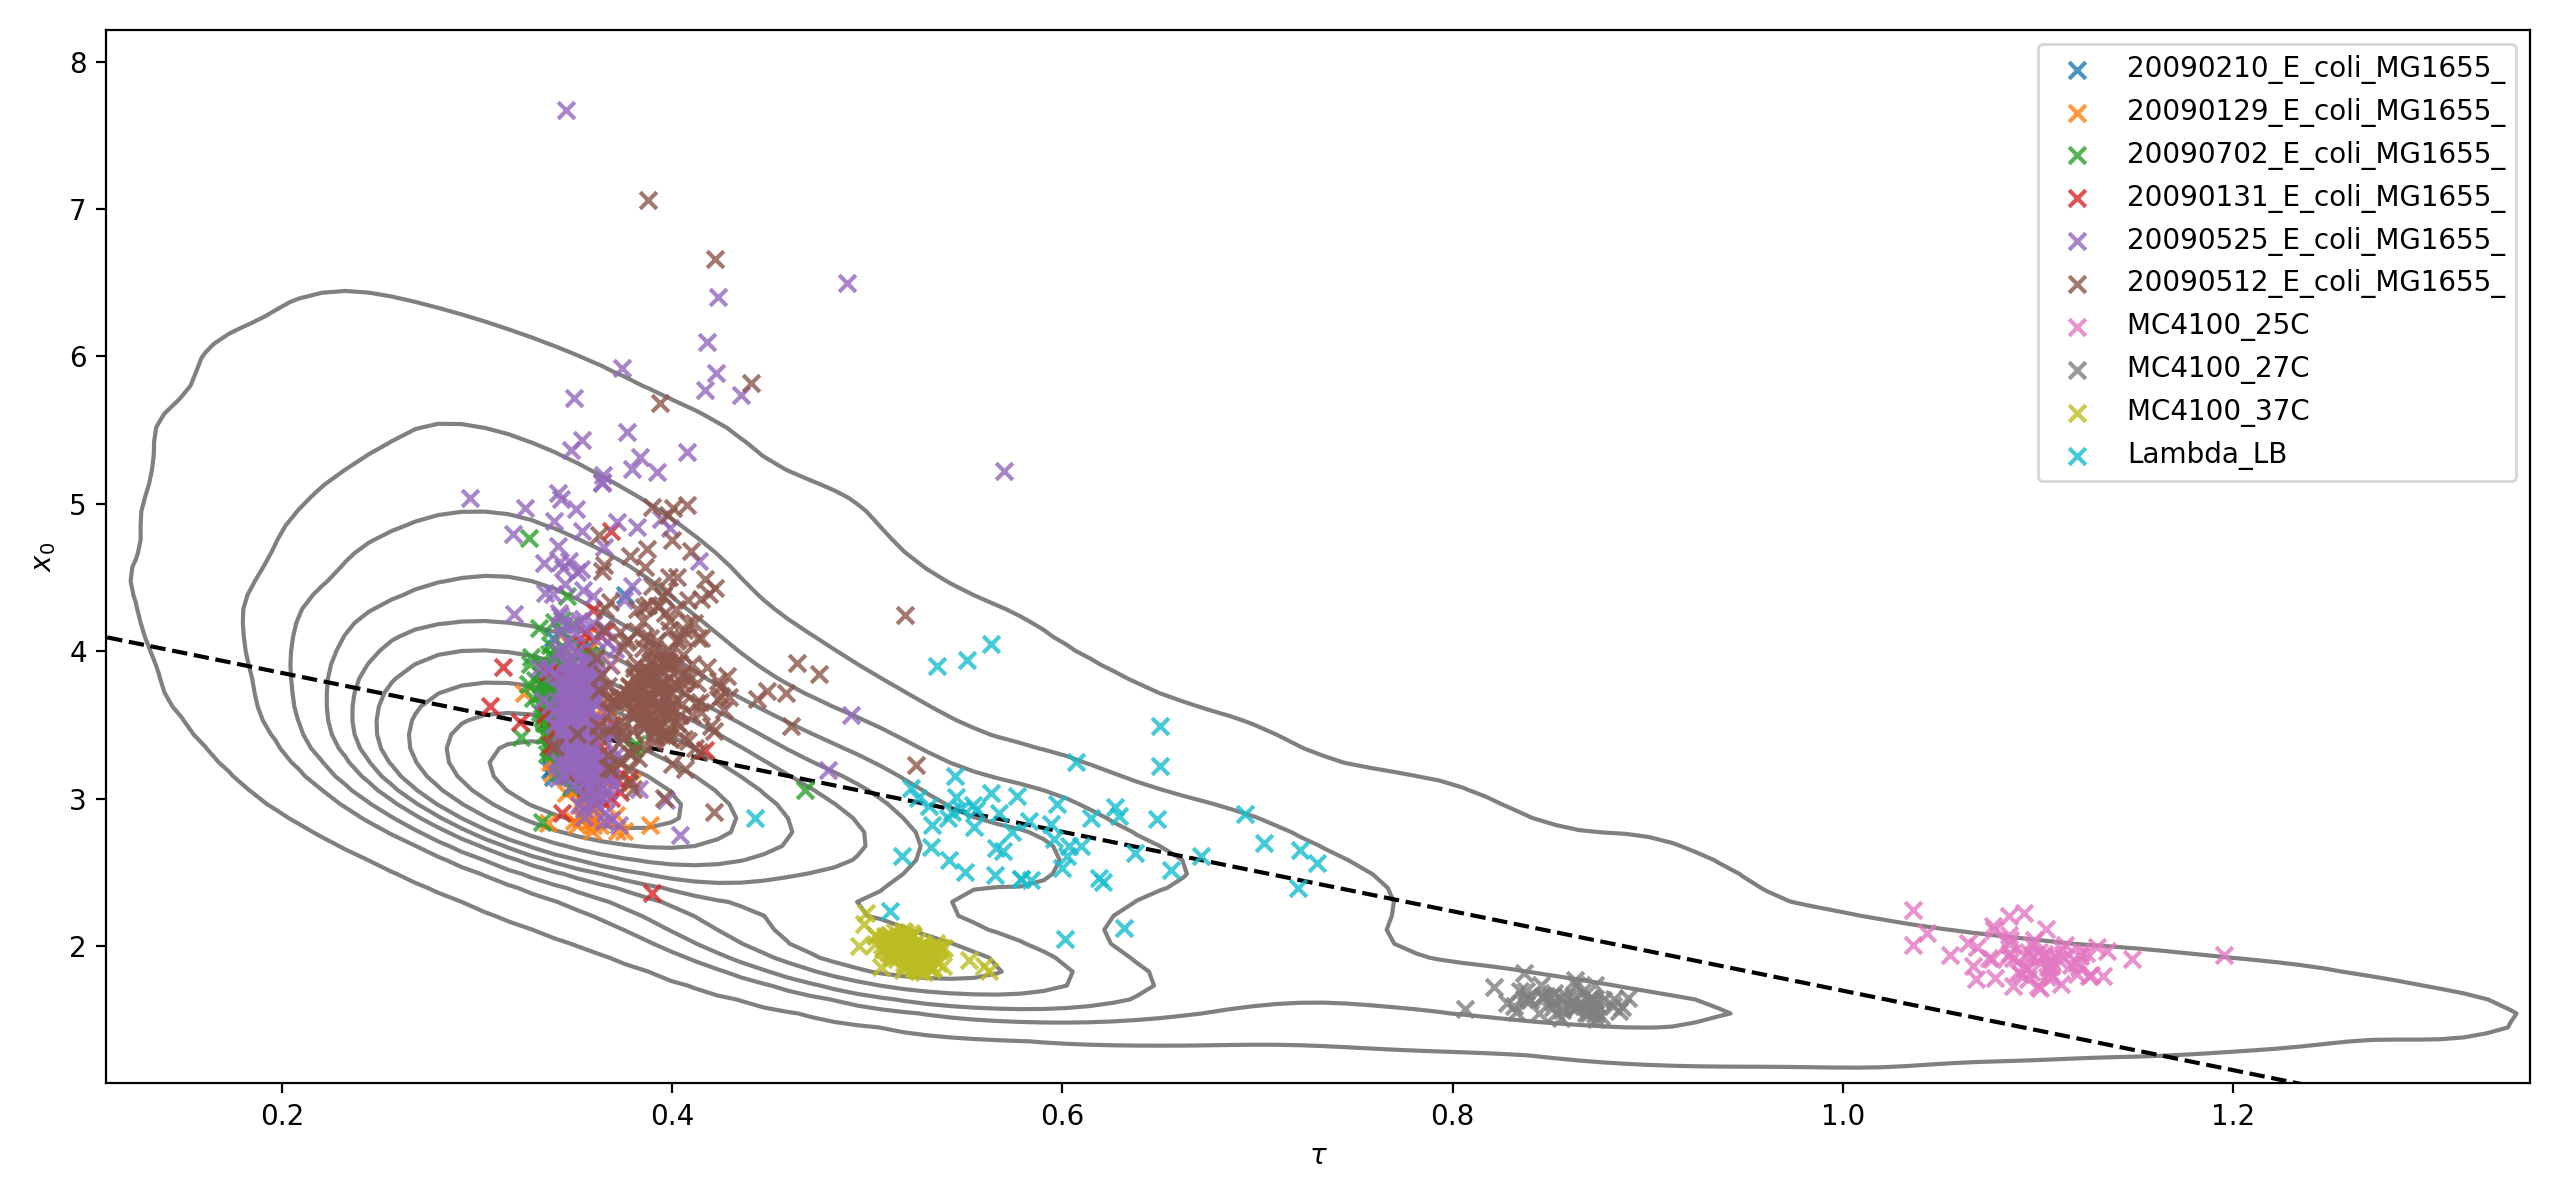 8
7
6
5
4
3
2
x₀
0.2
0.4
0.6
0.8
1.0
1.2
τ
20090210_E_coli_MG1655_
20090129_E_coli_MG1655_
20090702_E_coli_MG1655_
20090131_E_coli_MG1655_
20090525_E_coli_MG1655_
20090512_E_coli_MG1655_
MC4100_25C
MC4100_27C
MC4100_37C
Lambda_LB